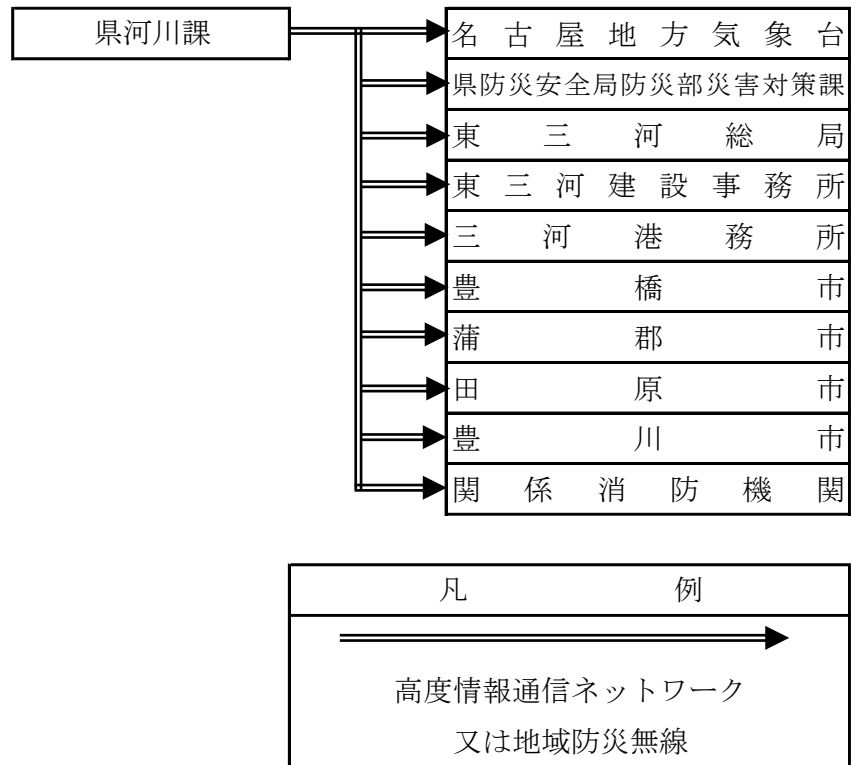 県河川課
名古屋地方気象台
県防災安全局防災部災害対策課
東三河総局
東三河建設事務所
三河港務所
豊橋市
蒲郡市
田原市
豊川市
関係消防機関
凡例
高度情報通信ネットワーク
又は地域防災無線